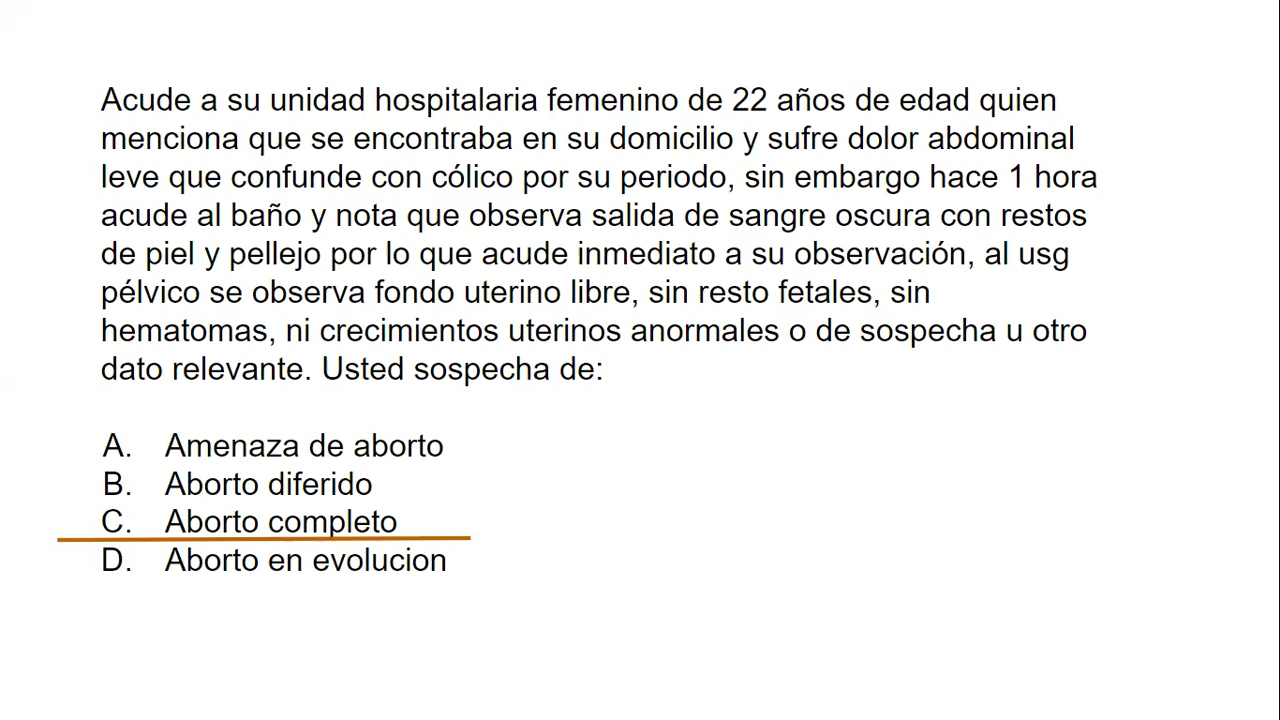 Acude a su unidad hospitalaria femenino de 22 años de edad quien
menciona que se encontraba en su domicilio y sufre dolor abdominal
leve que confunde con cólico por su periodo, sin embargo hace 1 hora
acude al baño y nota que observa salida de sangre oscura con restos
de piel y pellejo por lo que acude inmediato a su observación, al usg
pélvico se observa fondo uterino libre, sin resto fetales, sin
hematomas, ni crecimientos uterinos anormales o de sospecha u otro
dato relevante. Usted sospecha de:
A. Amenaza de aborto
B. Aborto diferido
C. Aborto completo
D. Aborto en evolucion